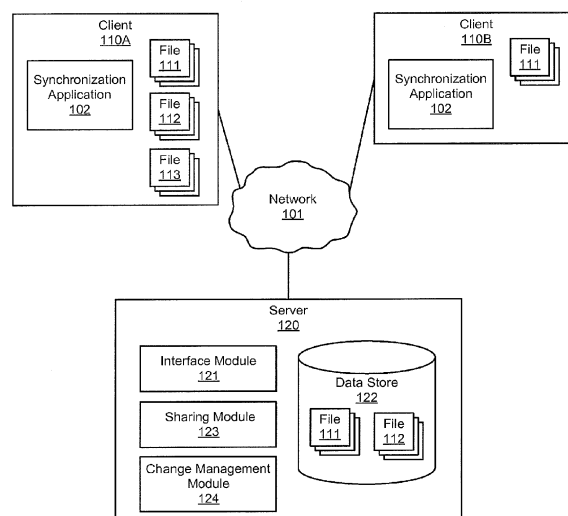 Client
110A
Synchronization
Application
102
File
111
File
112
File
113
Client
110B
Synchronization
Application
102
File
111
Network
101
Server
120
Interface Module
121
Sharing Module
123
Change Management
Module
124
Data Store
122
File
111
File
112